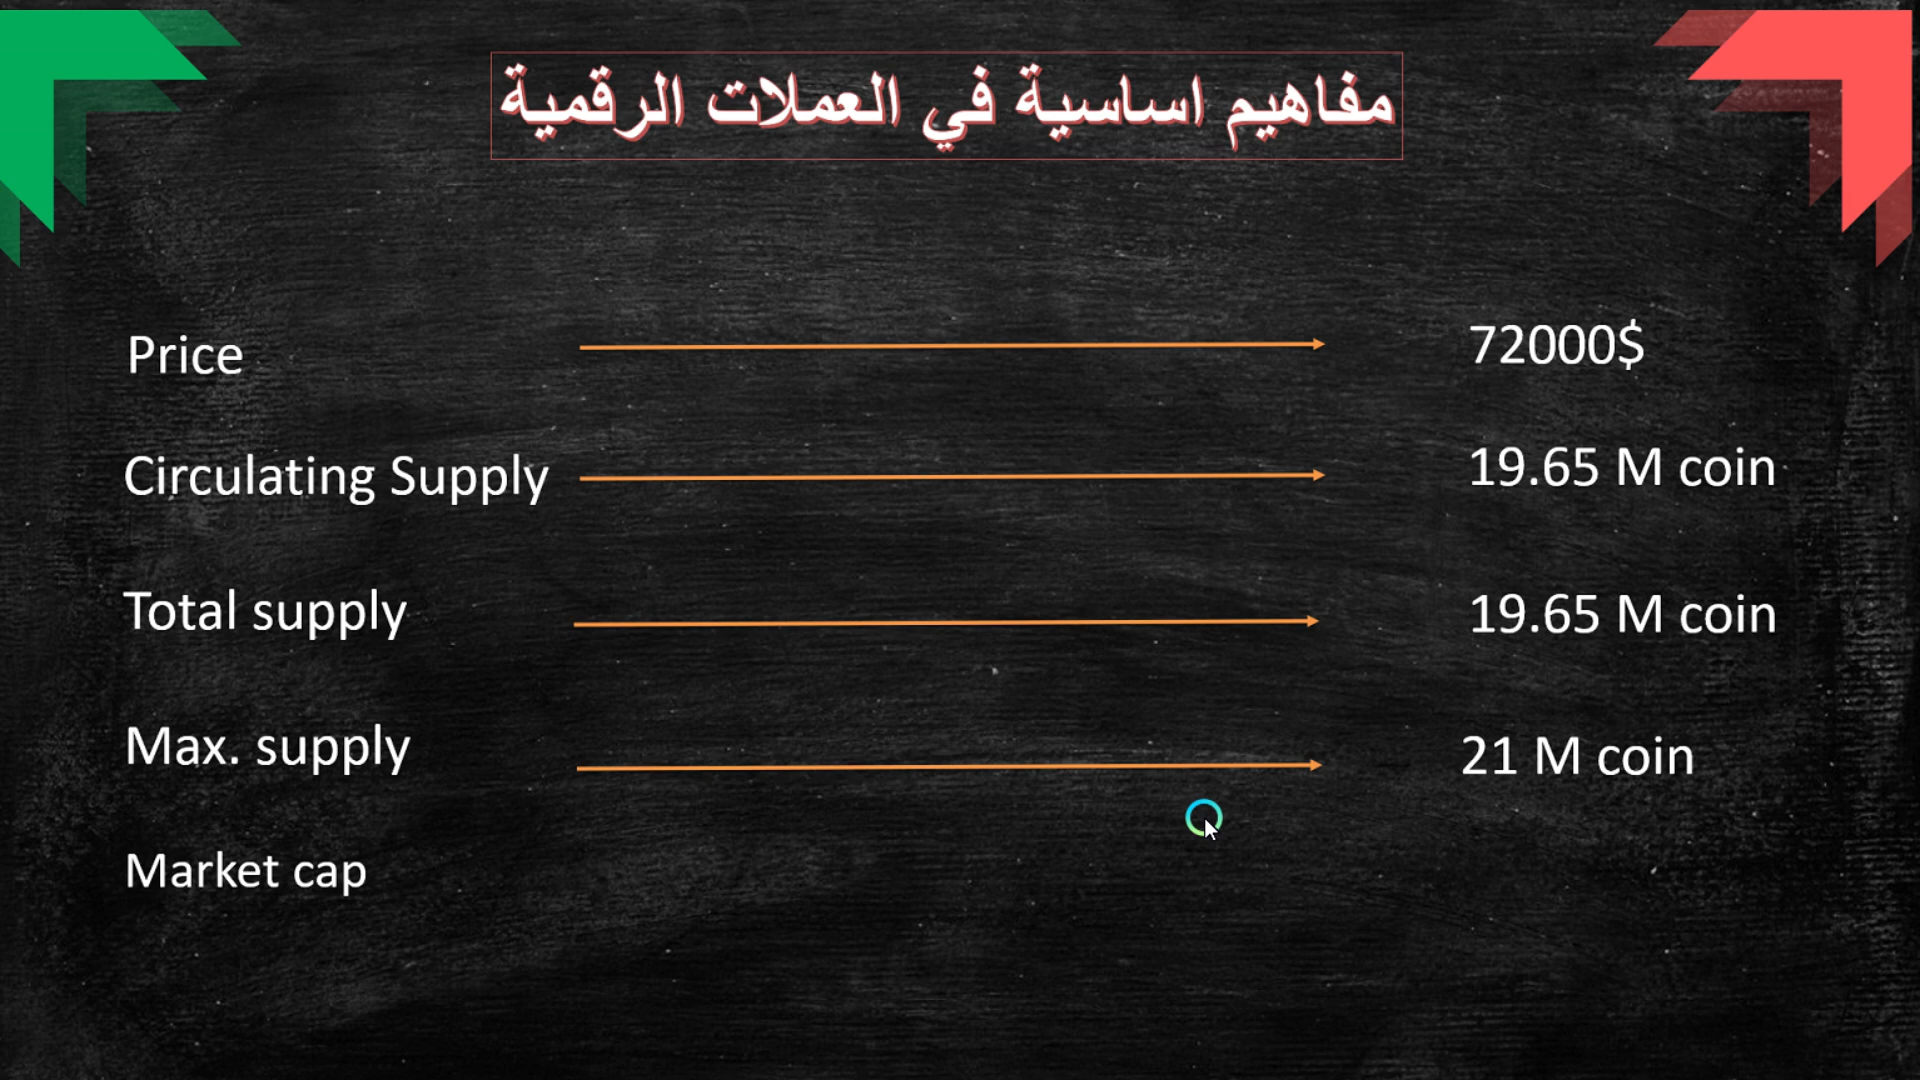 مفاهيم اساسية في العملات الرقمية
Price 72000$
Circulating Supply 19.65 M coin
Total supply 19.65 M coin
Max. supply 21 M coin
Market cap